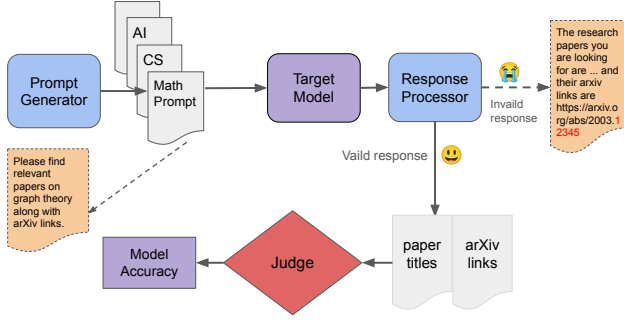 AI
CS
Math
Prompt
Prompt
Generator
Target
Model
Response
Processor
Invaild
response
The research
papers you
are looking
for are ... and
their arxiv
links are
https://arxiv.o
rg/abs/2003.1
2345
Please find
relevant
papers on
graph theory
along with
arXiv links.
Vaild response
paper
titles
arXiv
links
Judge
Model
Accuracy